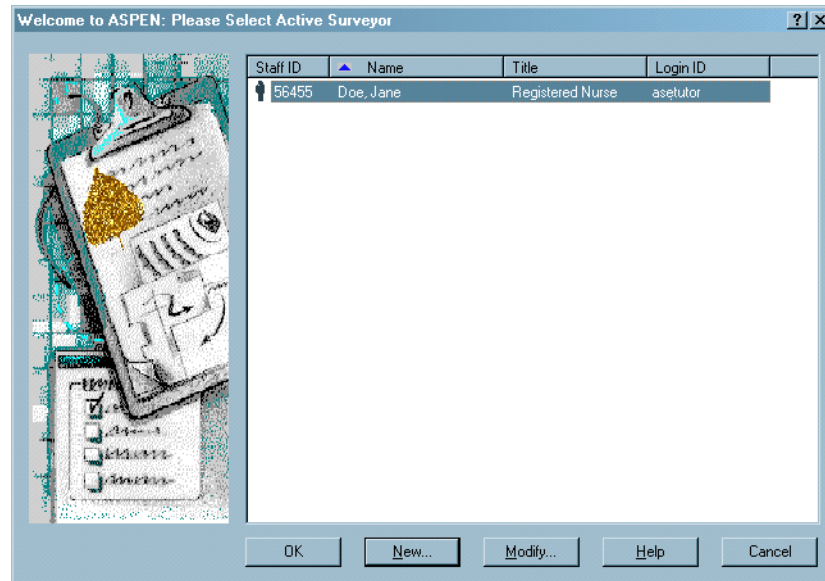 Welcome to ASPEN: Please Select Active Surveyor
Staff ID Name Title Login ID
56455 Doe, Jane Registered Nurse asetutor
OK New... Modify... Help Cancel